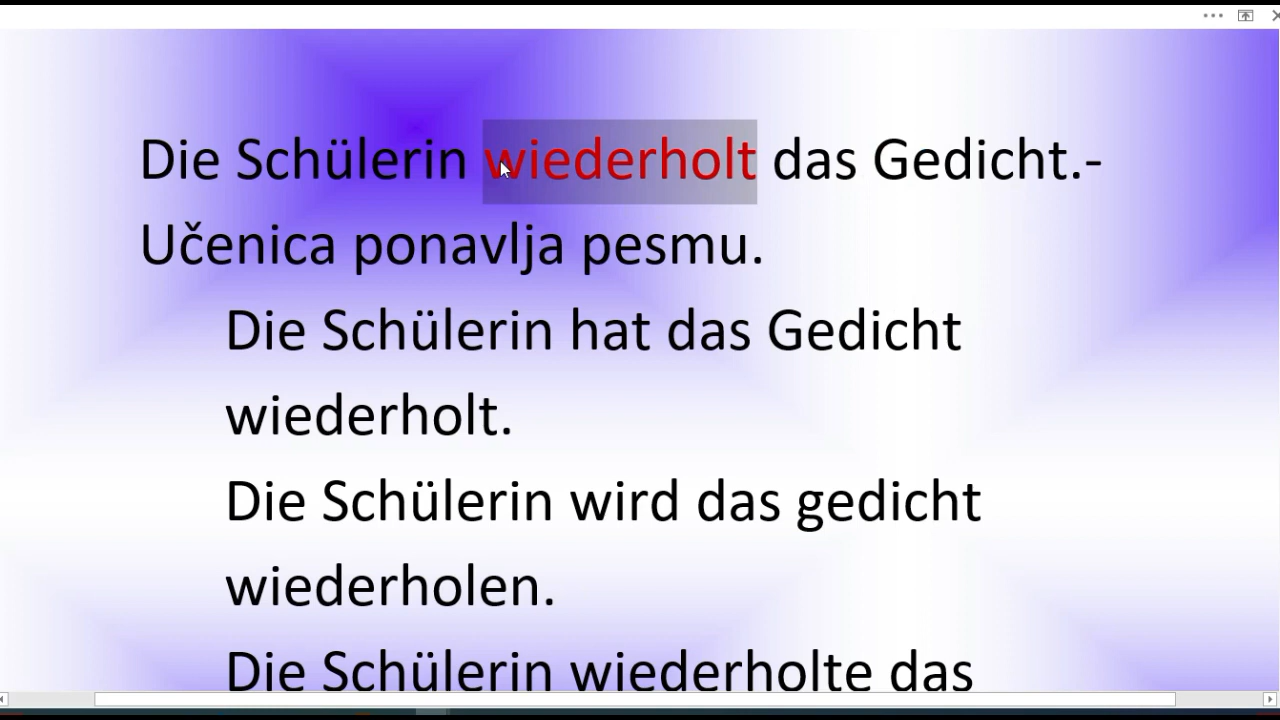 Die Schülerin wiederholt das Gedicht.-
Učenica ponavlja pesmu.
Die Schülerin hat das Gedicht
wiederholt.
Die Schülerin wird das gedicht
wiederholen.
Die Schülerin wiederholte das